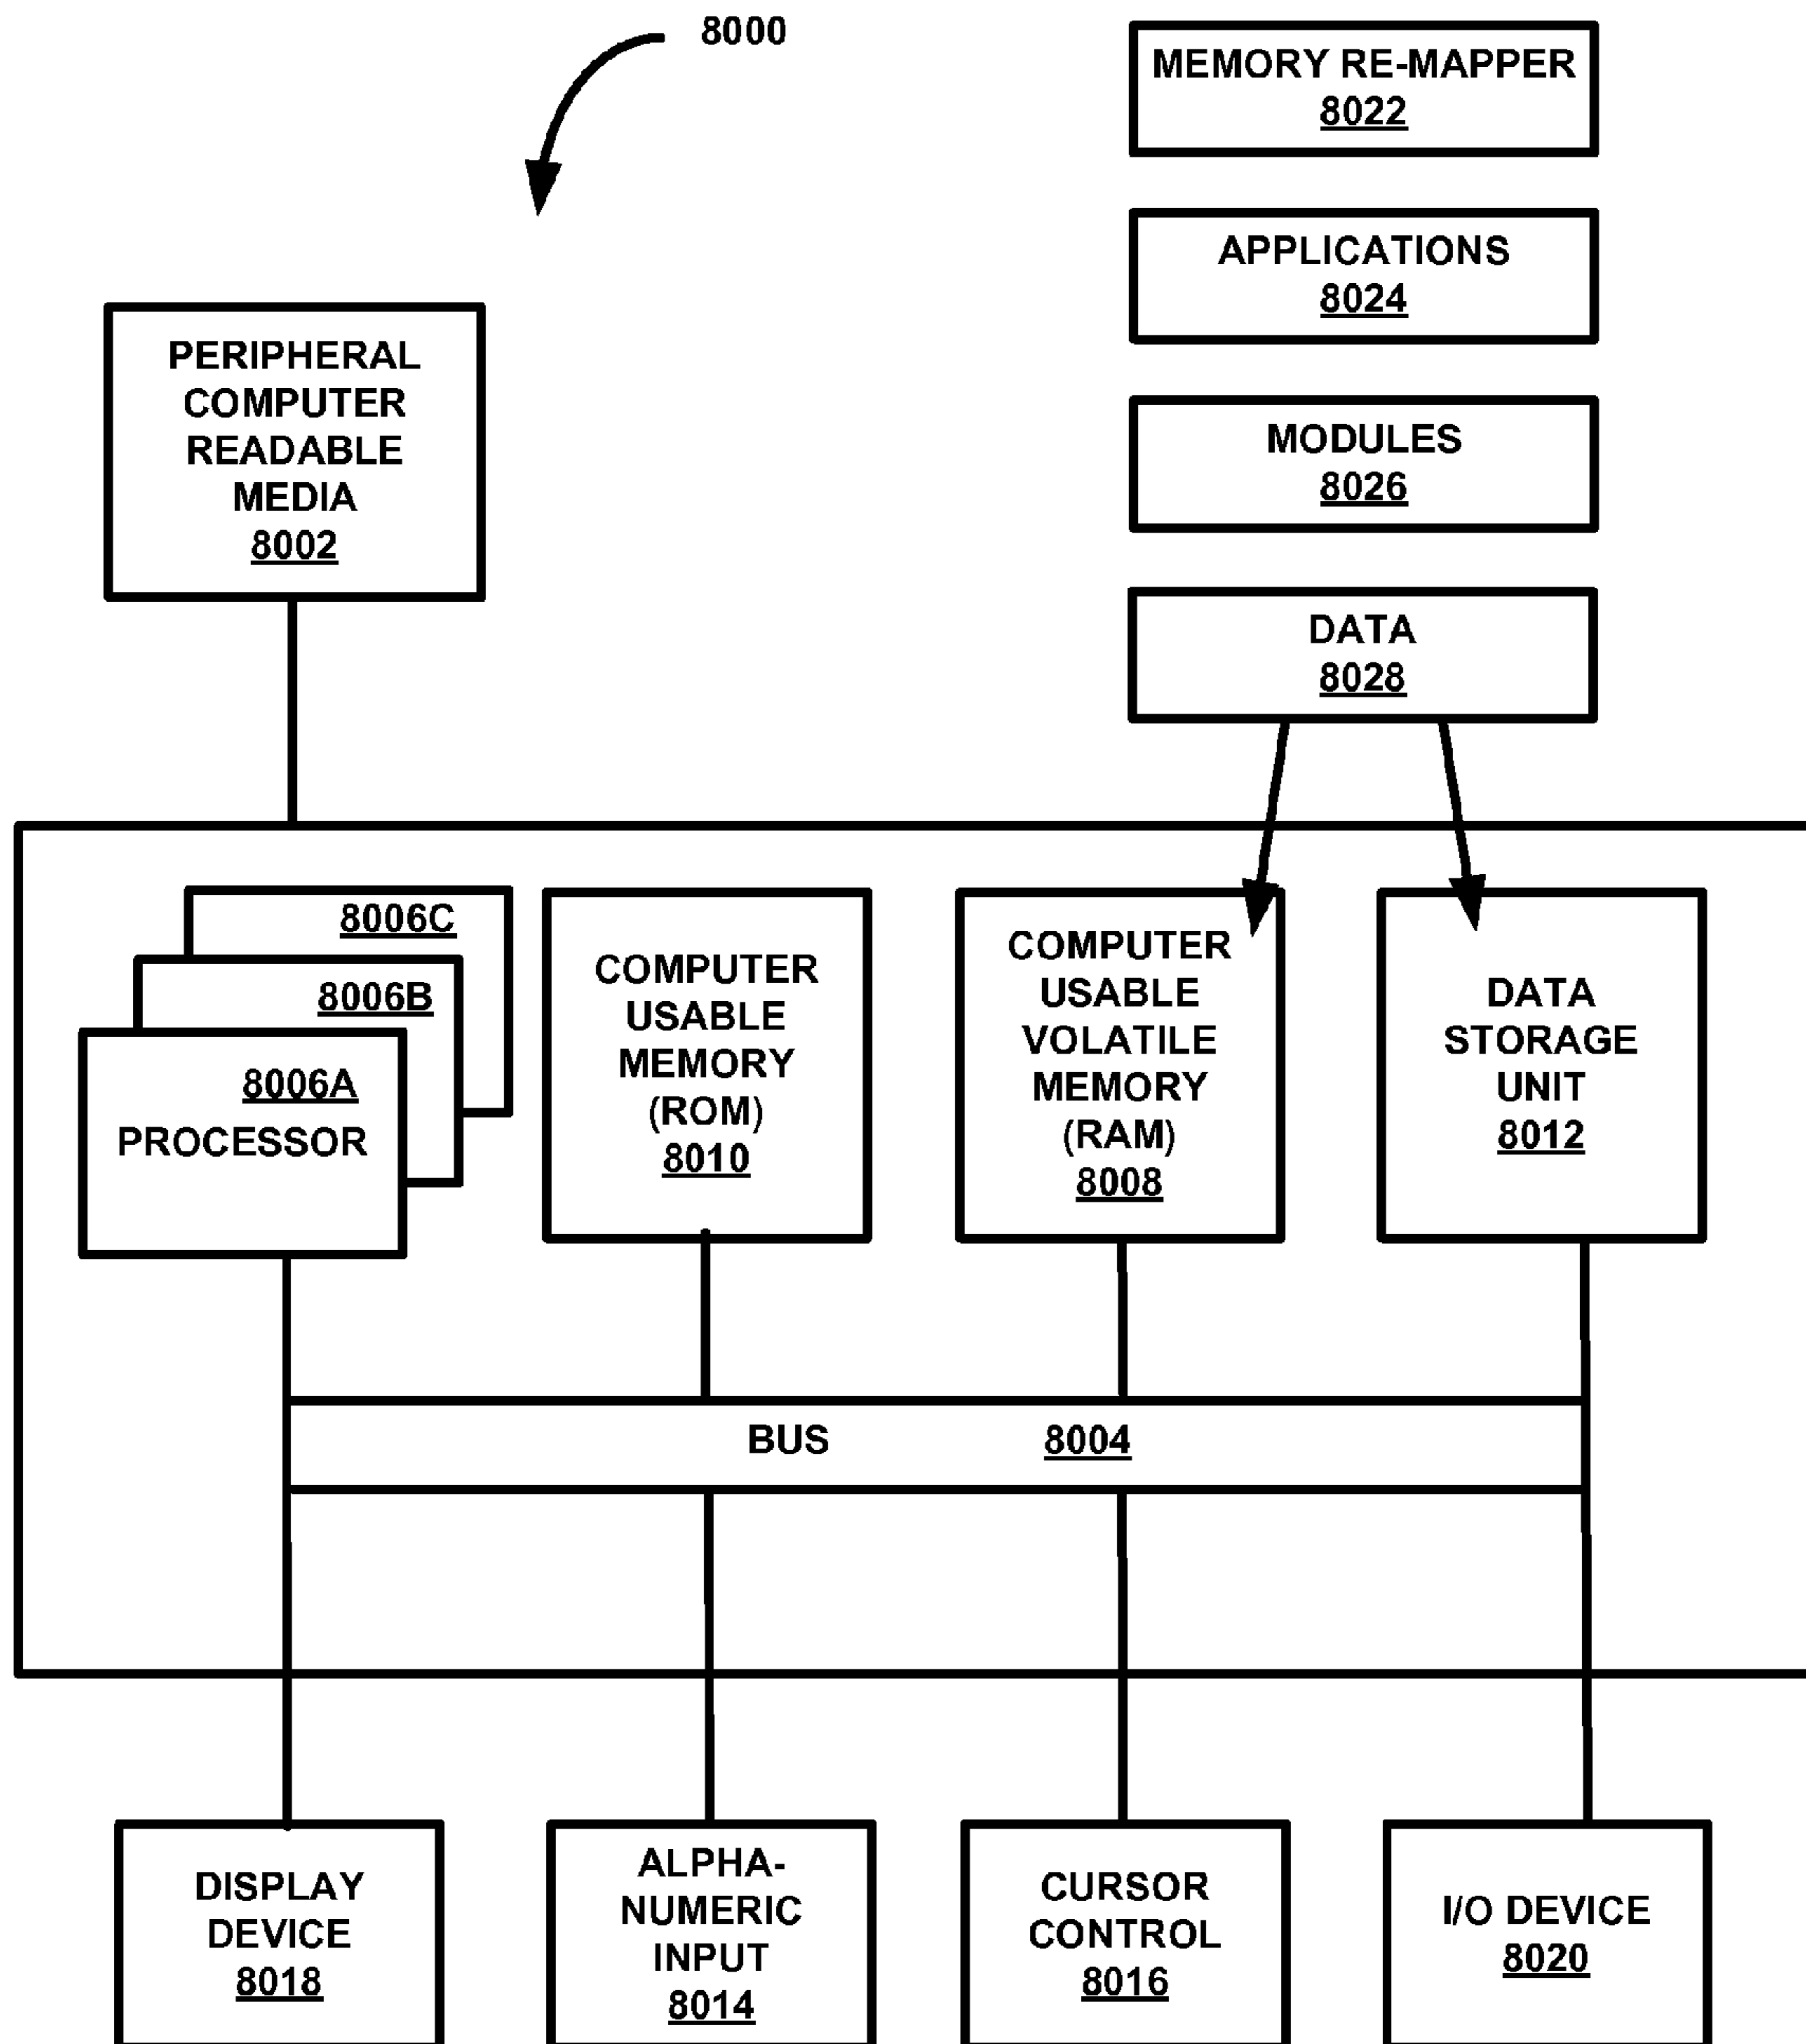 8000
MEMORY RE-MAPPER
8022
APPLICATIONS
8024
PERIPHERAL
COMPUTER
READABLE
MEDIA
8002
MODULES
8026
DATA
8028
8006C
8006B
8006A
PROCESSOR
COMPUTER
USABLE
MEMORY
(ROM)
8010
COMPUTER
USABLE
VOLATILE
MEMORY
(RAM)
8008
DATA
STORAGE
UNIT
8012
BUS 8004
DISPLAY
DEVICE
8018
ALPHA-
NUMERIC
INPUT
8014
CURSOR
CONTROL
8016
I/O DEVICE
8020